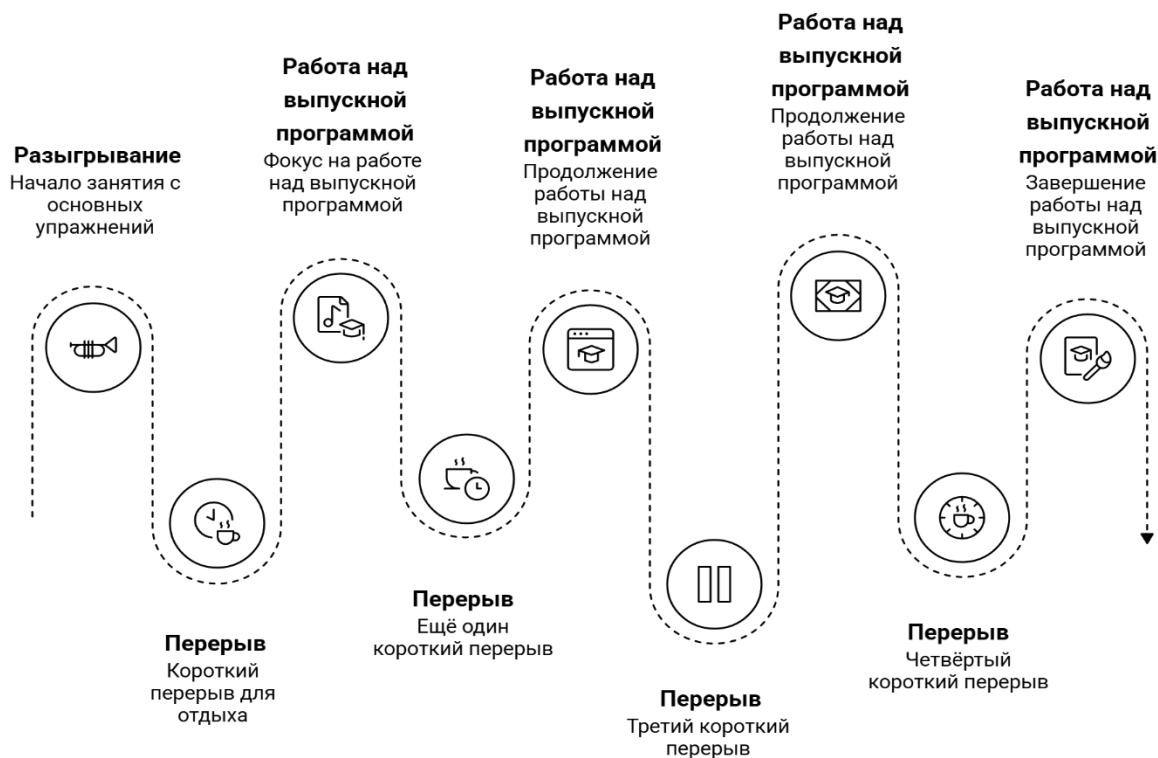 Разыгрывание
Начало занятия с
основных
упражнений
Перерыв
Короткий
перерыв для
отдыха
Работа над
выпускной
программой
Фокус на работе
над выпускной
программой
Перерыв
Ещё один
короткий перерыв
Работа над
выпускной
программой
Продолжение
работы над
выпускной
программой
Перерыв
Третий короткий
перерыв
Работа над
выпускной
программой
Продолжение
работы над
выпускной
программой
Перерыв
Четвёртый
короткий перерыв
Работа над
выпускной
программой
Завершение
работы над
выпускной
программой